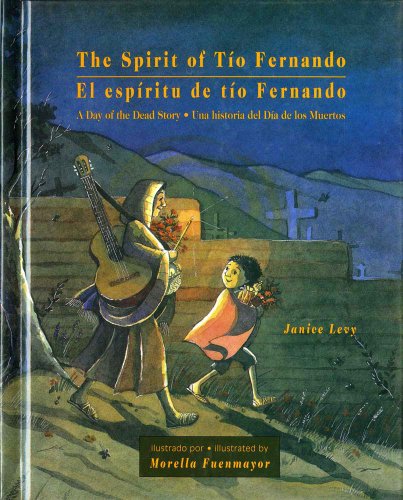 The Spirit of Tío Fernando
El espíritu de tío Fernando
A Day of the Dead Story • Una historia del Día de los Muertos
Janice Levy
ilustrado por • illustrated by
Morella Fuenmayor